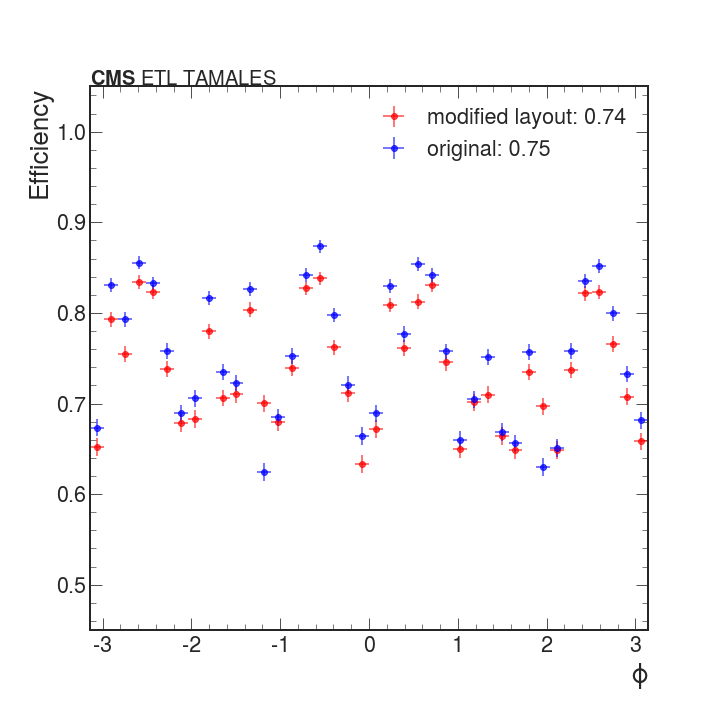 CMS ETL TAMALES
Efficiency
modified layout: 0.74
original: 0.75
1.0
0.9
0.8
0.7
0.6
0.5
-3 -2 -1 0 1 2 3
ϕ